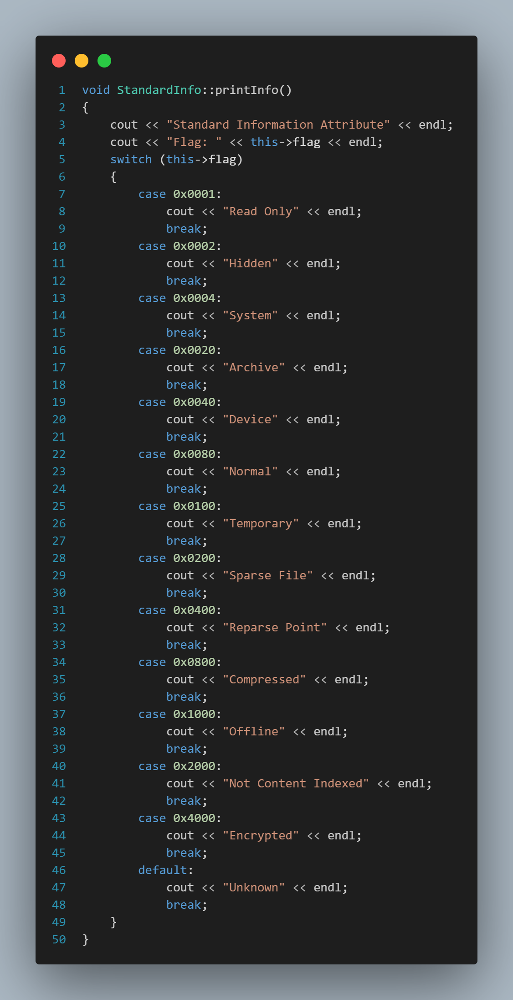 1 void StandardInfo::printInfo()
2 {
3     cout << "Standard Information Attribute" << endl;
4     cout << "Flag: " << this->flag << endl;
5     switch (this->flag)
6     {
7         case 0x0001:
8             cout << "Read Only" << endl;
9             break;
10         case 0x0002:
11             cout << "Hidden" << endl;
12             break;
13         case 0x0004:
14             cout << "System" << endl;
15             break;
16         case 0x0020:
17             cout << "Archive" << endl;
18             break;
19         case 0x0040:
20             cout << "Device" << endl;
21             break;
22         case 0x0080:
23             cout << "Normal" << endl;
24             break;
25         case 0x0100:
26             cout << "Temporary" << endl;
27             break;
28         case 0x0200:
29             cout << "Sparse File" << endl;
30             break;
31         case 0x0400:
32             cout << "Reparse Point" << endl;
33             break;
34         case 0x0800:
35             cout << "Compressed" << endl;
36             break;
37         case 0x1000:
38             cout << "Offline" << endl;
39             break;
40         case 0x2000:
41             cout << "Not Content Indexed" << endl;
42             break;
43         case 0x4000:
44             cout << "Encrypted" << endl;
45             break;
46         default:
47             cout << "Unknown" << endl;
48             break;
49     }
50 }